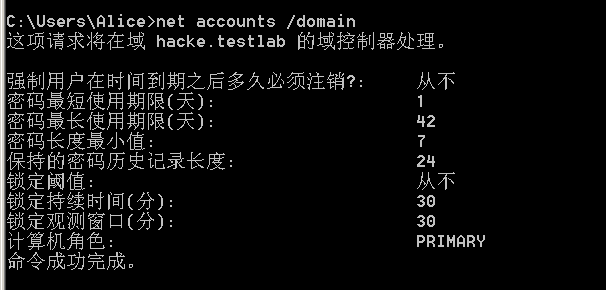 C:\Users\Alice>net accounts /domain
这项请求将在域 hacke.testlab 的域控制器处理。
强制用户在时间到期之后多久必须注销?: 从不
密码最短使用期限(天): 1
密码最长使用期限(天): 42
密码长度最小值: 7
保持的密码历史记录长度: 24
锁定阈值: 从不
锁定持续时间(分): 30
锁定观测窗口(分): 30
计算机角色: PRIMARY
命令成功完成。